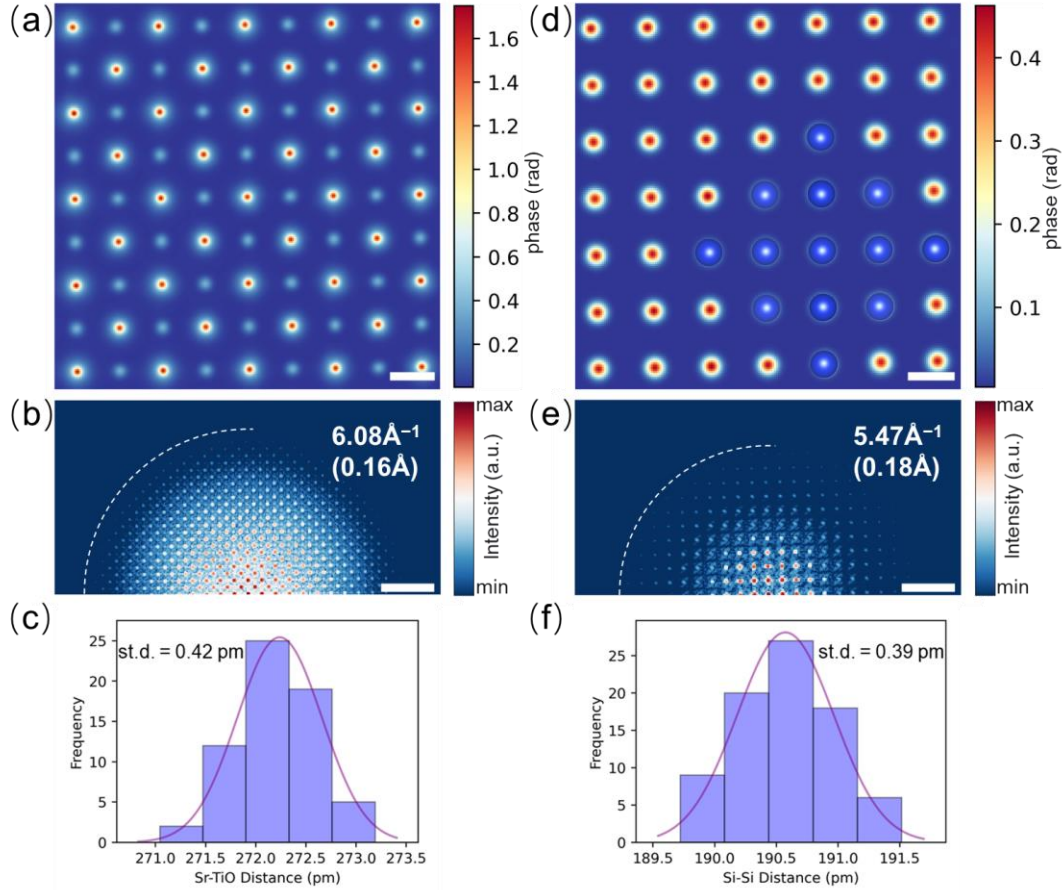 (a)
1.6
1.4
1.2
1.0
0.8
0.6
0.4
0.2
phase (rad)
(d)
0.4
0.3
0.2
0.1
phase (rad)
(b)
6.08Å⁻¹
(0.16Å)
max
min
Intensity (a.u.)
(e)
5.47Å⁻¹
(0.18Å)
max
min
Intensity (a.u.)
(c)
st.d. = 0.42 pm
25
20
15
10
5
0
Frequency
271.0 271.5 272.0 272.5 273.0 273.5
Sr-TiO Distance (pm)
(f)
st.d. = 0.39 pm
25
20
15
10
5
0
Frequency
189.5 190.0 190.5 191.0 191.5
Si-Si Distance (pm)